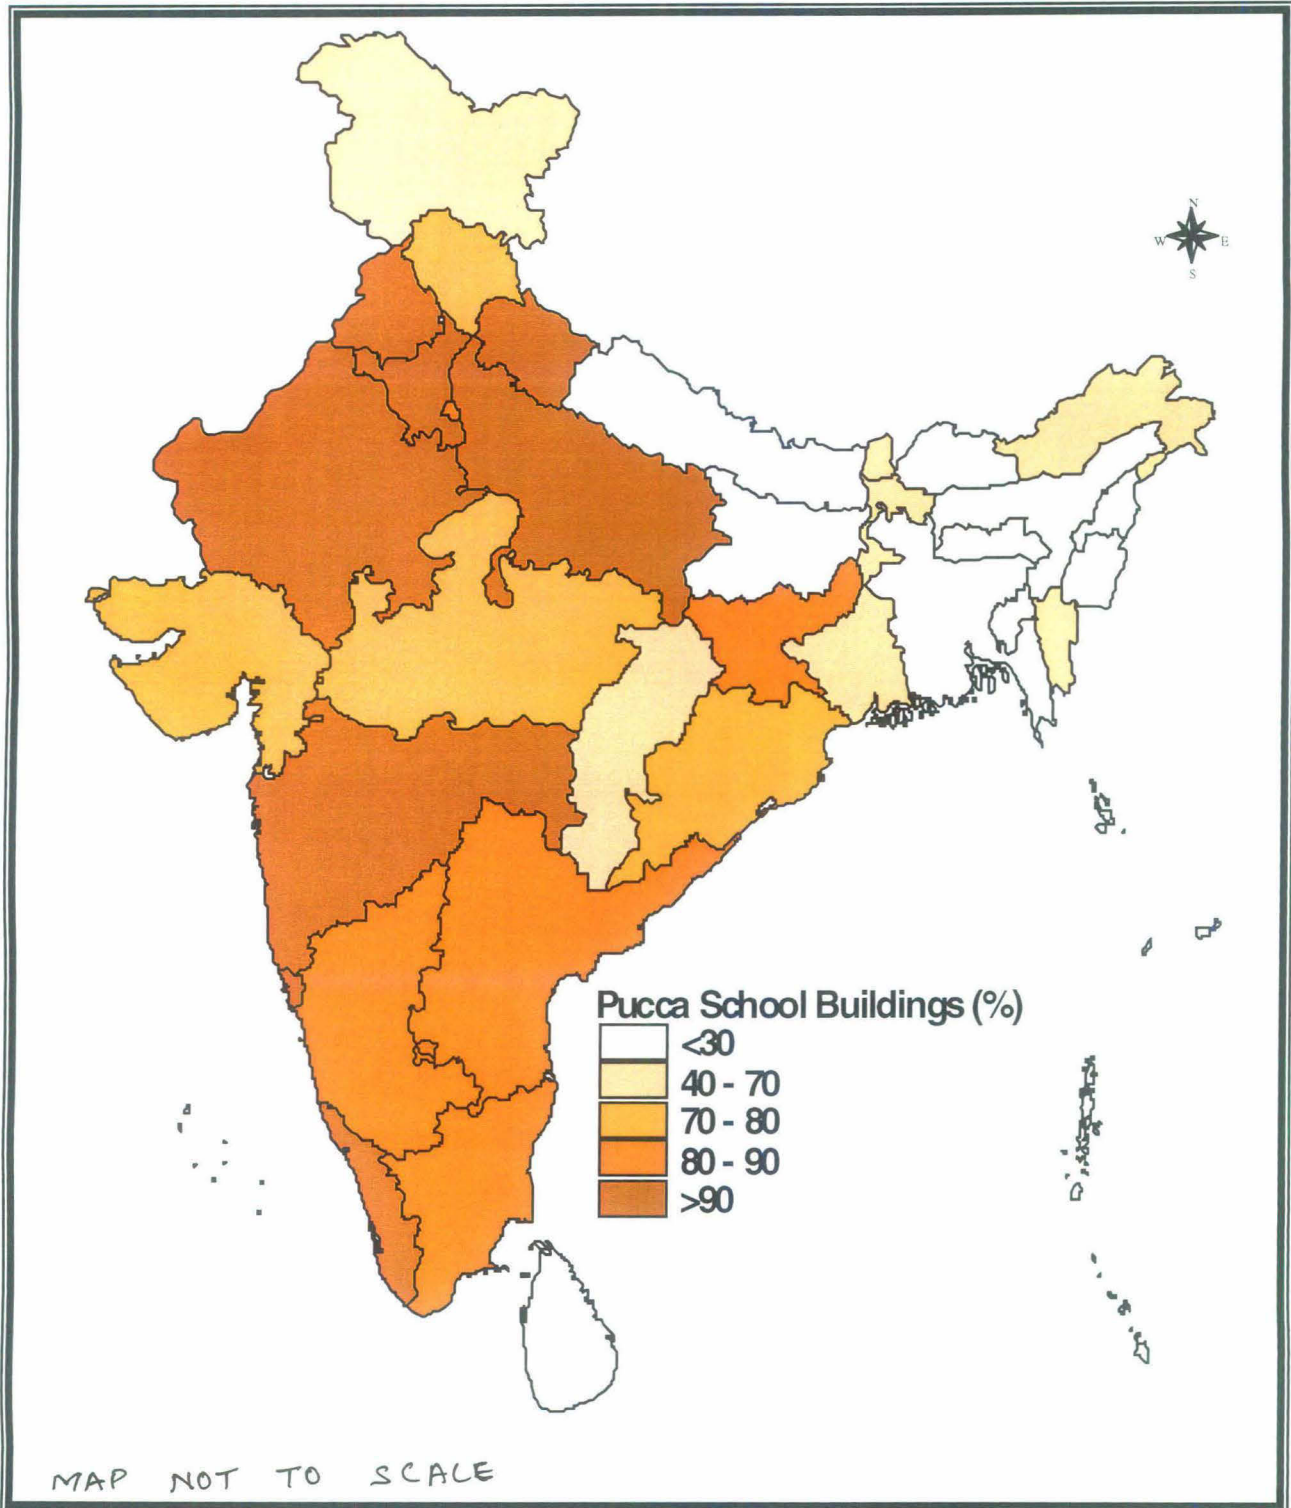 N
W E
S
Pucca School Buildings (%)
<30
40 - 70
70 - 80
80 - 90
>90
MAP NOT TO SCALE